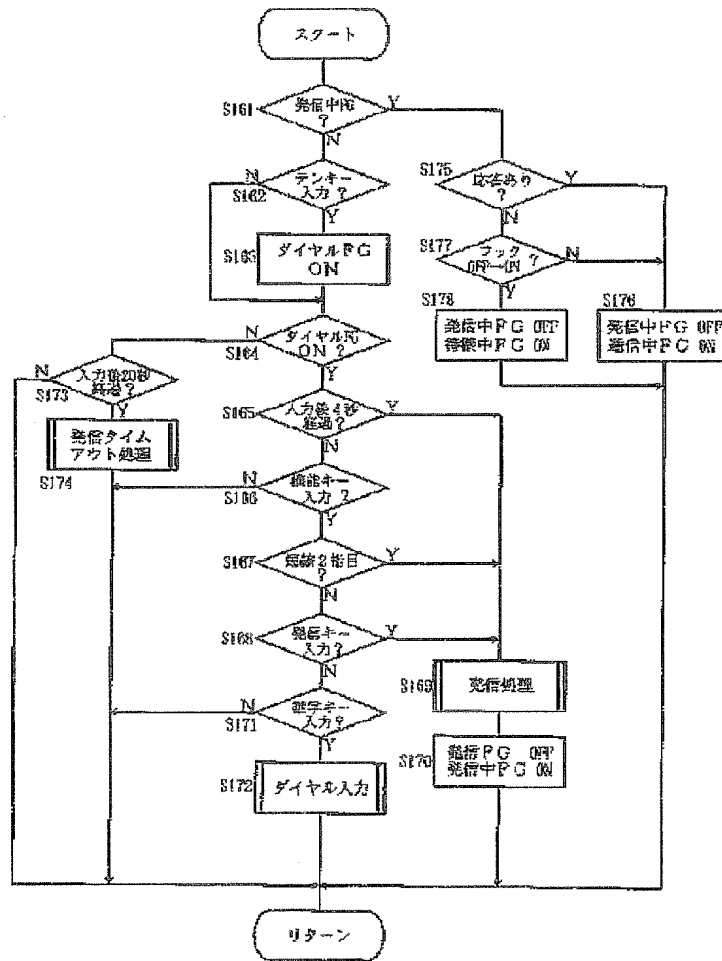 スタート
S161
発信中FG
?
Y
N
N
S162
テンキー
入力?
Y
S175
応答あり
?
Y
N
S163
ダイヤルFG
ON
S177
フック
OFF→ON
?
N
Y
S178
発信中FG OFF
待機中FG ON
S176
発信中FG OFF
通信中FG ON
N
S164
ダイヤルFG
ON ?
Y
N
S173
入力後20秒
経過?
Y
発信タイム
アウト処理
S174
S165
入力後4秒
経過?
Y
N
N
S166
機能キー
入力 ?
Y
S167
短縮2桁目
?
Y
N
S168
発信キー
入力?
Y
N
S169
発信処理
N
S171
数字キー
入力?
Y
S170
発信FG OFF
発信中FG ON
S172
ダイヤル入力
リターン